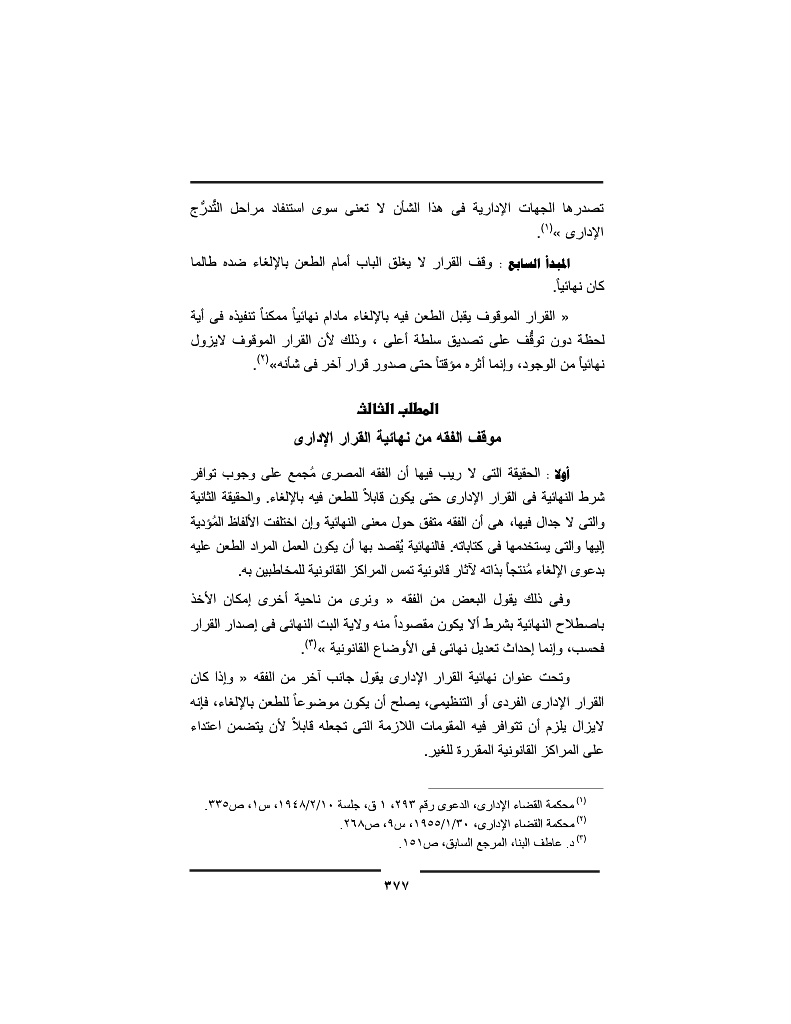 تصدرها الجهات الإدارية فى هذا الشأن لا تعنى سوى استنفاد مراحل التُّدرُّج
الإدارى »(١).
المبدأ السابع : وقف القرار لا يغلق الباب أمام الطعن بالإلغاء ضده طالما
كان نهائياً.
« القرار الموقوف يقبل الطعن فيه بالإلغاء مادام نهائياً ممكناً تنفيذه فى أية
لحظة دون توقُّف على تصديق سلطة أعلى ، وذلك لأن القرار الموقوف لايزول
نهائياً من الوجود، وإنما أثره مؤقتاً حتى صدور قرار آخر فى شأنه»(٢).
المطلب الثالث
موقف الفقه من نهائية القرار الإدارى
أولا : الحقيقة التى لا ريب فيها أن الفقه المصرى مُجمع على وجوب توافر
شرط النهائية فى القرار الإدارى حتى يكون قابلاً للطعن فيه بالإلغاء. والحقيقة الثانية
والتى لا جدال فيها، هى أن الفقه متفق حول معنى النهائية وإن اختلفت الألفاظ المُؤدية
إليها والتى يستخدمها فى كتاباته. فالنهائية يُقصد بها أن يكون العمل المراد الطعن عليه
بدعوى الإلغاء مُنتجاً بذاته لآثار قانونية تمس المراكز القانونية للمخاطبين به.
وفى ذلك يقول البعض من الفقه « ونرى من ناحية أخرى إمكان الأخذ
باصطلاح النهائية بشرط ألا يكون مقصوداً منه ولاية البت النهائى فى إصدار القرار
فحسب، وإنما إحداث تعديل نهائى فى الأوضاع القانونية »(٣).
وتحت عنوان نهائية القرار الإدارى يقول جانب آخر من الفقه « وإذا كان
القرار الإدارى الفردى أو التنظيمى، يصلح أن يكون موضوعاً للطعن بالإلغاء، فإنه
لايزال يلزم أن تتوافر فيه المقومات اللازمة التى تجعله قابلاً لأن يتضمن اعتداء
على المراكز القانونية المقررة للغير.
(١) محكمة القضاء الإدارى، الدعوى رقم ٢٩٣، ١ ق، جلسة ١٩٤٨/٢/١٠، س١، ص٣٣٥.
(٢) محكمة القضاء الإدارى، ١٩٥٥/١/٣٠، س٩، ص٢٦٨.
(٣) د. عاطف البنا، المرجع السابق، ص١٥١.
٣٧٧